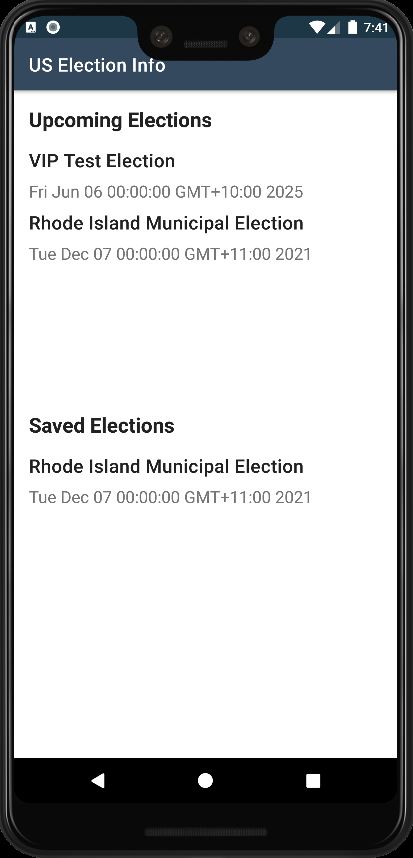 7:41
US Election Info
Upcoming Elections
VIP Test Election
Fri Jun 06 00:00:00 GMT+10:00 2025
Rhode Island Municipal Election
Tue Dec 07 00:00:00 GMT+11:00 2021
Saved Elections
Rhode Island Municipal Election
Tue Dec 07 00:00:00 GMT+11:00 2021